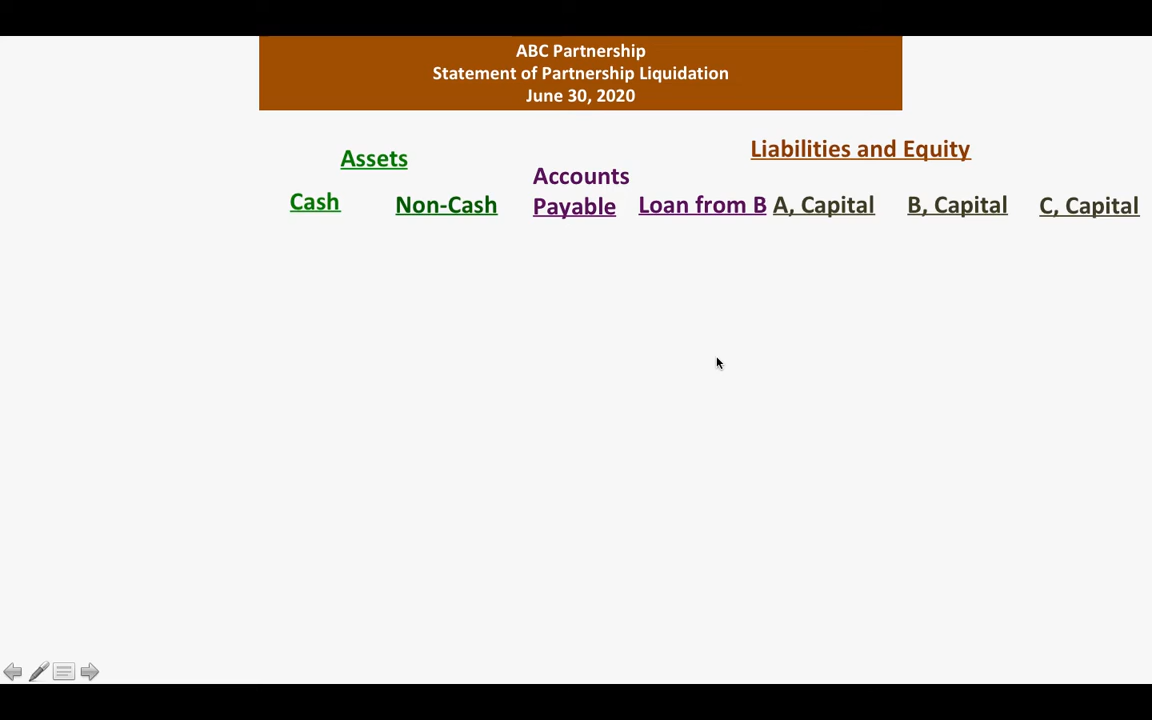 ABC Partnership
Statement of Partnership Liquidation
June 30, 2020
Assets
Liabilities and Equity
Cash
Non-Cash
Accounts
Payable
Loan from B
A, Capital
B, Capital
C, Capital